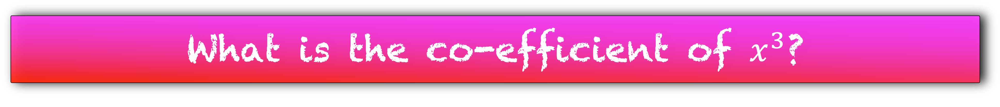 What is the co-efficient of x³?